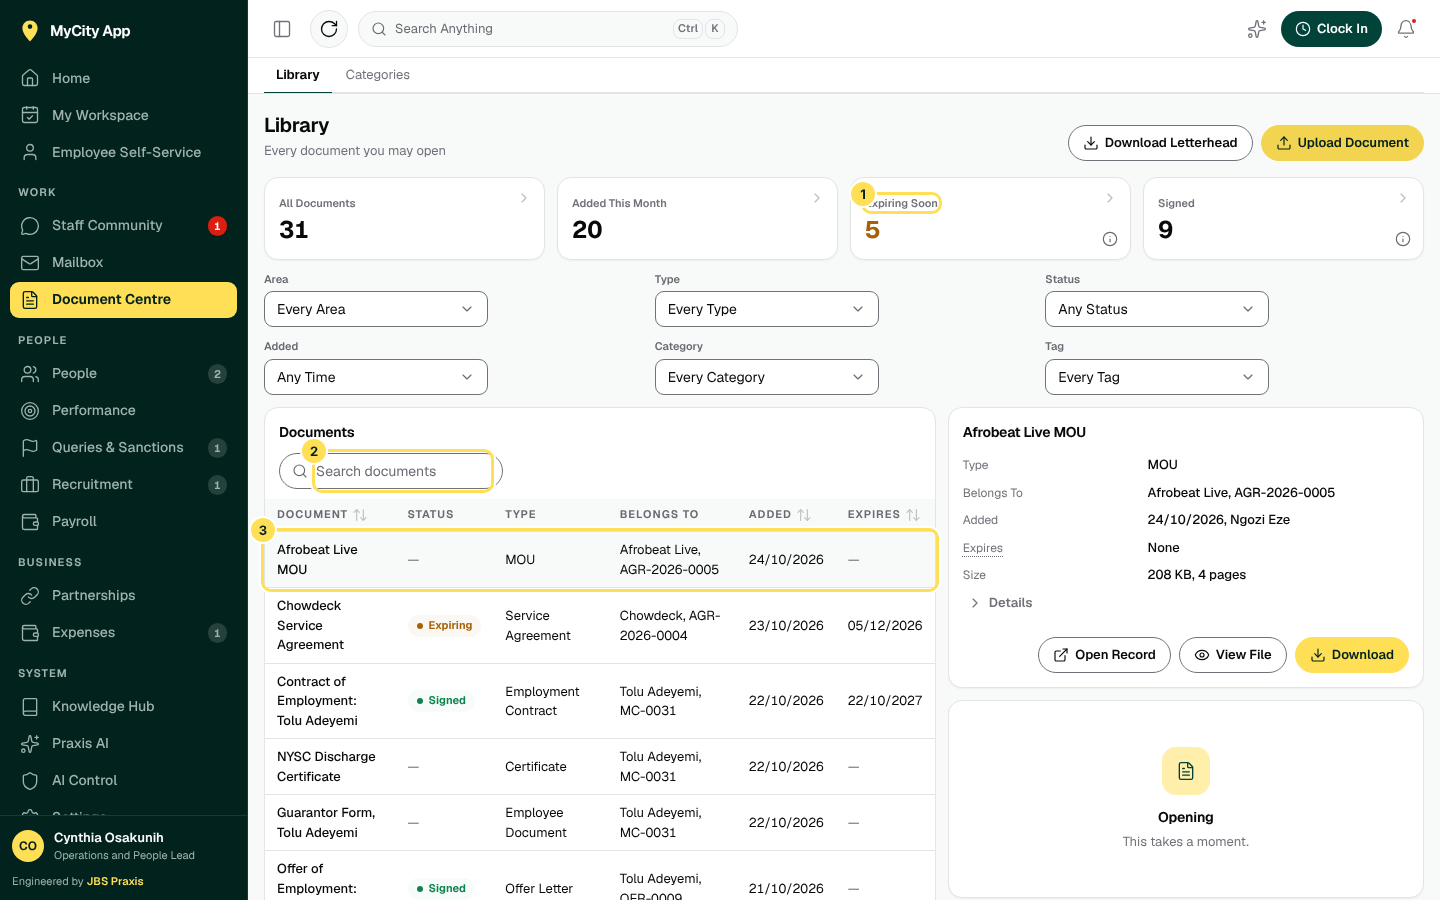 MyCity App
Home
My Workspace
Employee Self-Service
WORK
Staff Community 1
Mailbox
Document Centre
PEOPLE
People 2
Performance
Queries & Sanctions 1
Recruitment 1
Payroll
BUSINESS
Partnerships
Expenses 1
SYSTEM
Knowledge Hub
Praxis AI
AI Control
CO
Cynthia Osakunih
Operations and People Lead
Engineered by JBS Praxis
Search Anything Ctrl K
Clock In
Library Categories
Library
Every document you may open
Download Letterhead
Upload Document
All Documents
31
Added This Month
20
1
Soon
5
Signed
9
Area
Every Area
Type
Every Type
Status
Any Status
Added
Any Time
Category
Every Category
Tag
Every Tag
Documents
2
Search documents
DOCUMENT STATUS TYPE BELONGS TO ADDED EXPIRES
3
Afrobeat Live
MOU
—
MOU
Afrobeat Live,
AGR-2026-0005
24/10/2026
—
Chowdeck
Service
Agreement
Expiring
Service
Agreement
Chowdeck, AGR-
2026-0004
23/10/2026
05/12/2026
Contract of
Employment:
Tolu Adeyemi
Signed
Employment
Contract
Tolu Adeyemi,
MC-0031
22/10/2026
22/10/2027
NYSC Discharge
Certificate
—
Certificate
Tolu Adeyemi,
MC-0031
22/10/2026
—
Guarantor Form,
Tolu Adeyemi
—
Employee
Document
Tolu Adeyemi,
MC-0031
22/10/2026
—
Offer of
Employment:
Signed
Offer Letter
Tolu Adeyemi,
21/10/2026
—
Afrobeat Live MOU
Type MOU
Belongs To Afrobeat Live, AGR-2026-0005
Added 24/10/2026, Ngozi Eze
Expires None
Size 208 KB, 4 pages
Details
Open Record
View File
Download
Opening
This takes a moment.